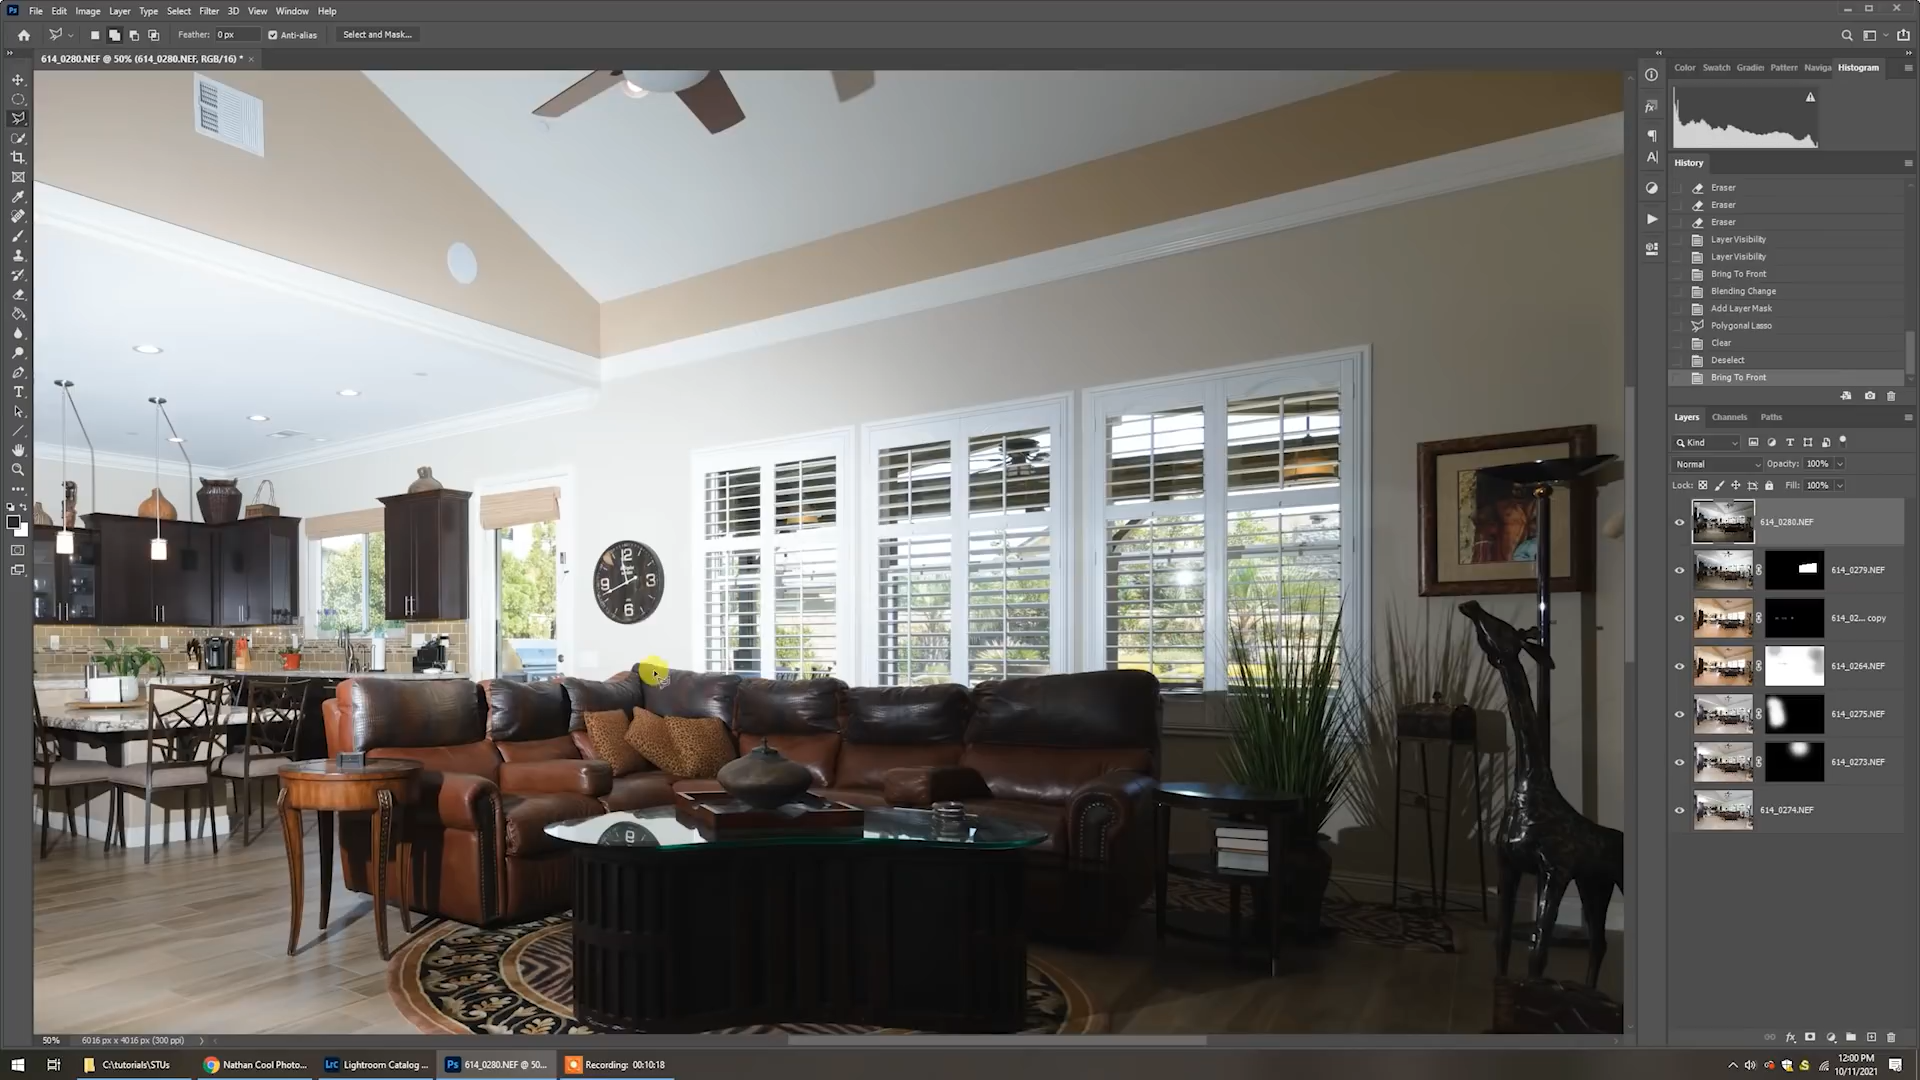 File Edit Image Layer Type Select Filter 3D View Window Help
Feather: 0 px Anti-alias Select and Mask...
614_0280.NEF @ 50% (614_0280.NEF, RGB/16) * ×
Color Swatch Gradie Pattern Naviga Histogram
History
Eraser
Eraser
Eraser
Layer Visibility
Layer Visibility
Bring To Front
Blending Change
Add Layer Mask
Polygonal Lasso
Clear
Deselect
Bring To Front
Layers Channels Paths
Kind
Normal Opacity: 100%
Lock: Fill: 100%
614_0280.NEF
614_0279.NEF
614_02... copy
614_0264.NEF
614_0275.NEF
614_0273.NEF
614_0274.NEF
12
3
9
6
50% 6016 px x 4016 px (300 ppi)
C:\tutorials\STUs
Nathan Cool Photo...
Lightroom Catalog ...
614_0280.NEF @ 50...
Recording: 00:10:18
12:00 PM
10/11/2021